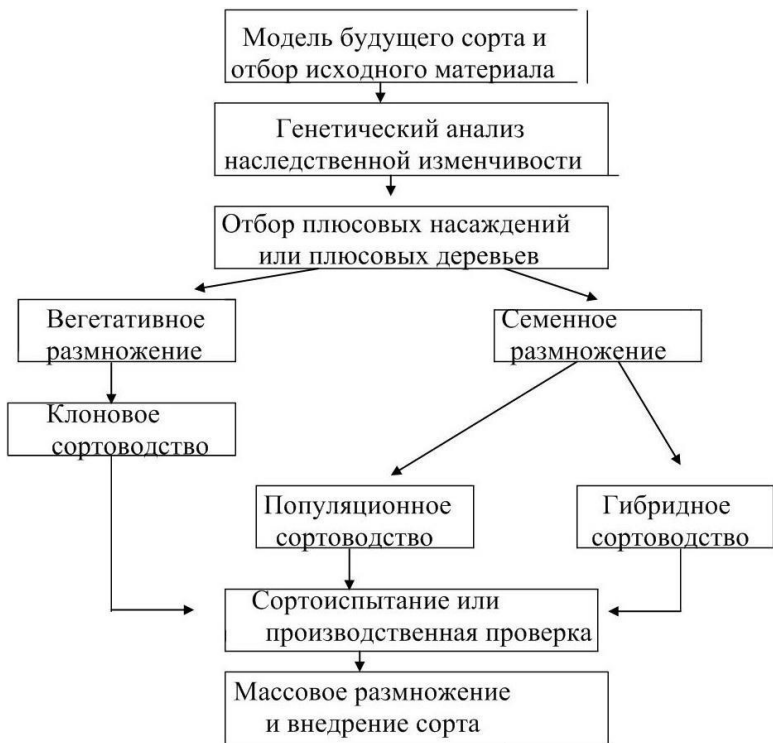 Модель будущего сорта и
отбор исходного материала
Генетический анализ
наследственной изменчивости
Отбор плюсовых насаждений
или плюсовых деревьев
Вегетативное
размножение
Семенное
размножение
Клоновое
сортоводство
Популяционное
сортоводство
Гибридное
сортоводство
Сортоиспытание или
производственная проверка
Массовое размножение
и внедрение сорта